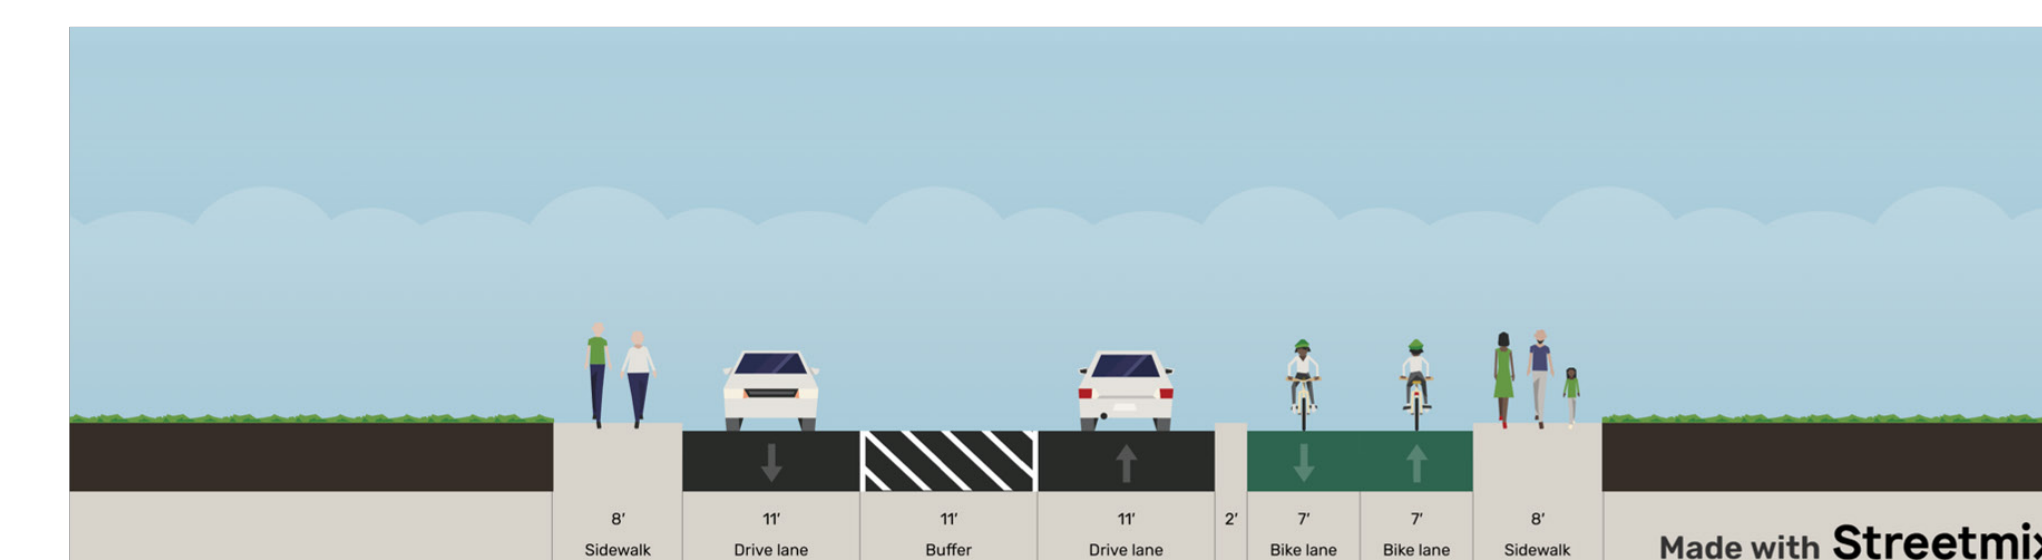 8' 11' 11' 11' 2' 7' 7' 8'
Sidewalk Drive lane Buffer Drive lane Bike lane Bike lane Sidewalk
Made with